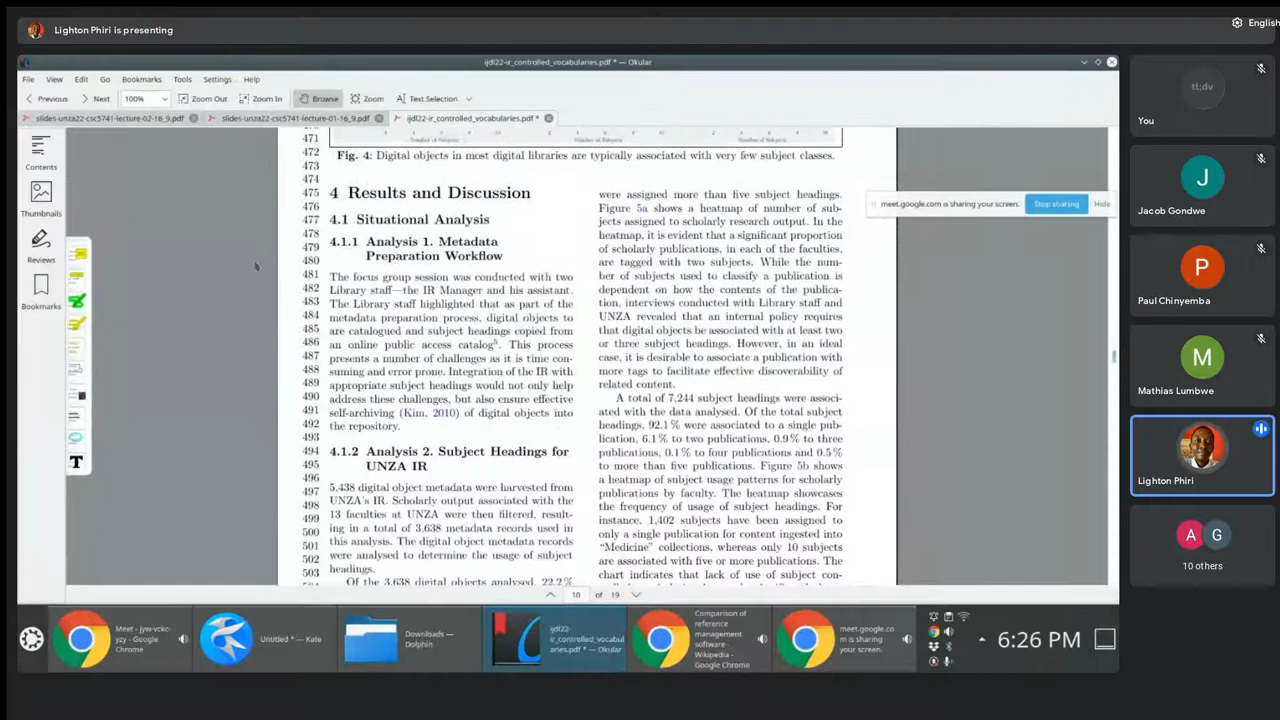 Lighton Phiri is presenting
English
ijdl22-ir_controlled_vocabularies.pdf * — Okular
File View Edit Go Bookmarks Tools Settings Help
Previous Next 100% Zoom Out Zoom In Browse Zoom Text Selection
slides-unza22-csc5741-lecture-02-16_9.pdf slides-unza22-csc5741-lecture-01-16_9.pdf ijdl22-ir_controlled_vocabularies.pdf *
Contents
Thumbnails
Reviews
Bookmarks
T
471
472
473
474
475
476
477
478
479
480
481
482
483
484
485
486
487
488
489
490
491
492
493
494
495
496
497
498
499
500
501
502
503
Fig. 4: Digital objects in most digital libraries are typically associated with very few subject classes.
4 Results and Discussion
4.1 Situational Analysis
4.1.1 Analysis 1. Metadata
Preparation Workflow
The focus group session was conducted with two
Library staff—the IR Manager and his assistant.
The Library staff highlighted that as part of the
metadata preparation process, digital objects to
are catalogued and subject headings copied from
an online public access catalog5. This process
presents a number of challenges as it is time con-
suming and error prone. Integration of the IR with
appropriate subject headings would not only help
address these challenges, but also ensure effective
self-archiving (Kim, 2010) of digital objects into
the repository.
4.1.2 Analysis 2. Subject Headings for
UNZA IR
5,438 digital object metadata were harvested from
UNZA's IR. Scholarly output associated with the
13 faculties at UNZA were then filtered, result-
ing in a total of 3,638 metadata records used in
this analysis. The digital object metadata records
were analysed to determine the usage of subject
headings.
Of the 3,638 digital objects analysed, 22.2%
were assigned more than five subject headings.
Figure 5a shows a heatmap of number of sub-
jects assigned to scholarly research output. In the
heatmap, it is evident that a significant proportion
of scholarly publications, in each of the faculties,
are tagged with two subjects. While the num-
ber of subjects used to classify a publication is
dependent on how the contents of the publica-
tion, interviews conducted with Library staff and
UNZA revealed that an internal policy requires
that digital objects be associated with at least two
or three subject headings. However, in an ideal
case, it is desirable to associate a publication with
more tags to facilitate effective discoverability of
related content.
A total of 7,244 subject headings were associ-
ated with the data analysed. Of the total subject
headings, 92.1% were associated to a single pub-
lication, 6.1% to two publications, 0.9% to three
publications, 0.1% to four publications and 0.5%
to more than five publications. Figure 5b shows
a heatmap of subject usage patterns for scholarly
publications by faculty. The heatmap showcases
the frequency of usage of subject headings. For
instance, 1,402 subjects have been assigned to
only a single publication for content ingested into
“Medicine” collections, whereas only 10 subjects
are associated with five or more publications. The
chart indicates that lack of use of subject con-
meet.google.com is sharing your screen. Stop sharing Hide
10 of 19
Meet - jyw-vckc-
yzy - Google
Chrome
Untitled * — Kate
Downloads —
Dolphin
ijdl22-
ir_controlled_vocabul
aries.pdf * — Okular
Comparison of
reference
management
software -
Wikipedia -
Google Chrome
meet.google.co
m is sharing
your screen.
6:26 PM
tl;dv
You
J
Jacob Gondwe
P
Paul Chinyemba
M
Mathias Lumbwe
Lighton Phiri
A G
10 others